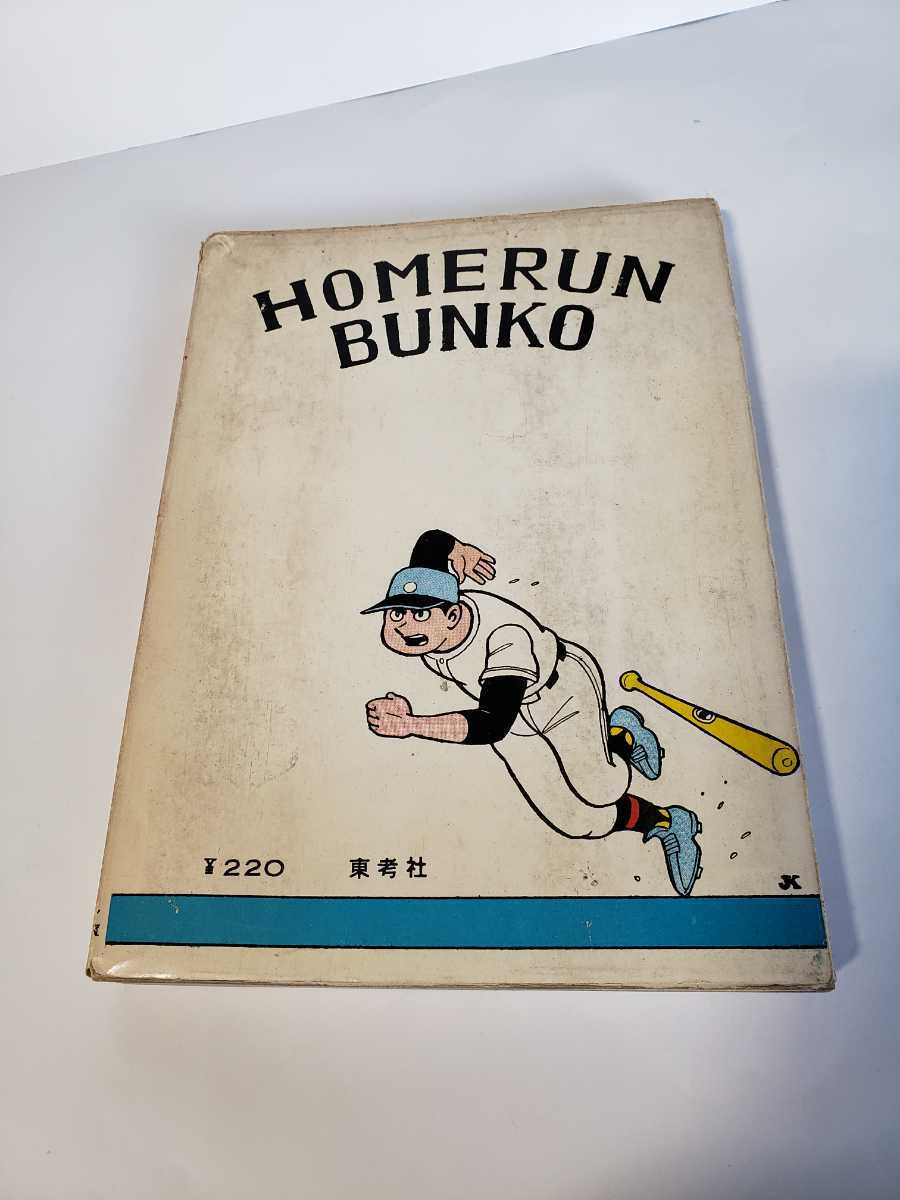 HOMERUN
BUNKO
¥220 東考社
JK